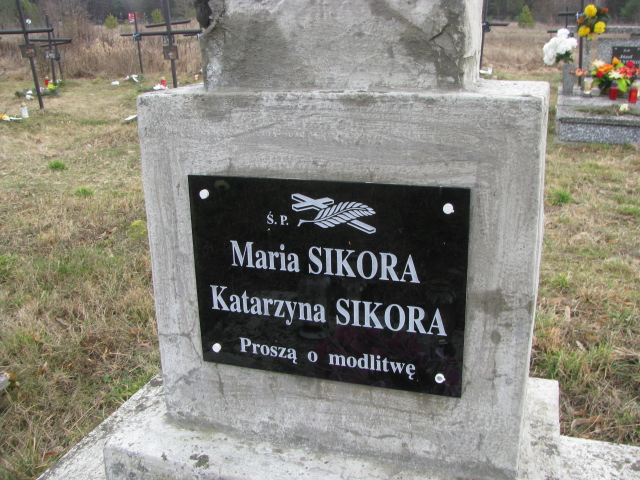 Ś. P.
Maria SIKORA
Katarzyna SIKORA
Proszą o modlitwę